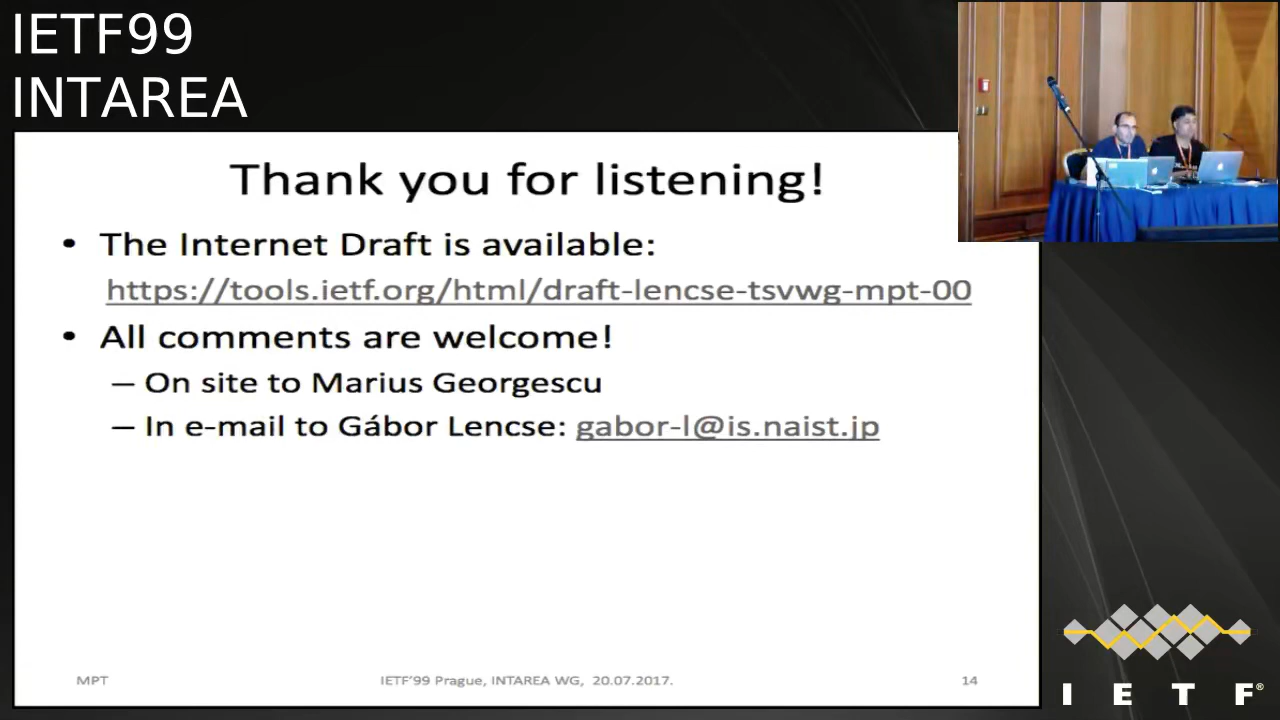 IETF99
INTAREA
Thank you for listening!
• The Internet Draft is available:
https://tools.ietf.org/html/draft-lencse-tsvwg-mpt-00
• All comments are welcome!
– On site to Marius Georgescu
– In e-mail to Gábor Lencse: gabor-l@is.naist.jp
MPT
IETF'99 Prague, INTAREA WG, 20.07.2017.
14
I E T F®